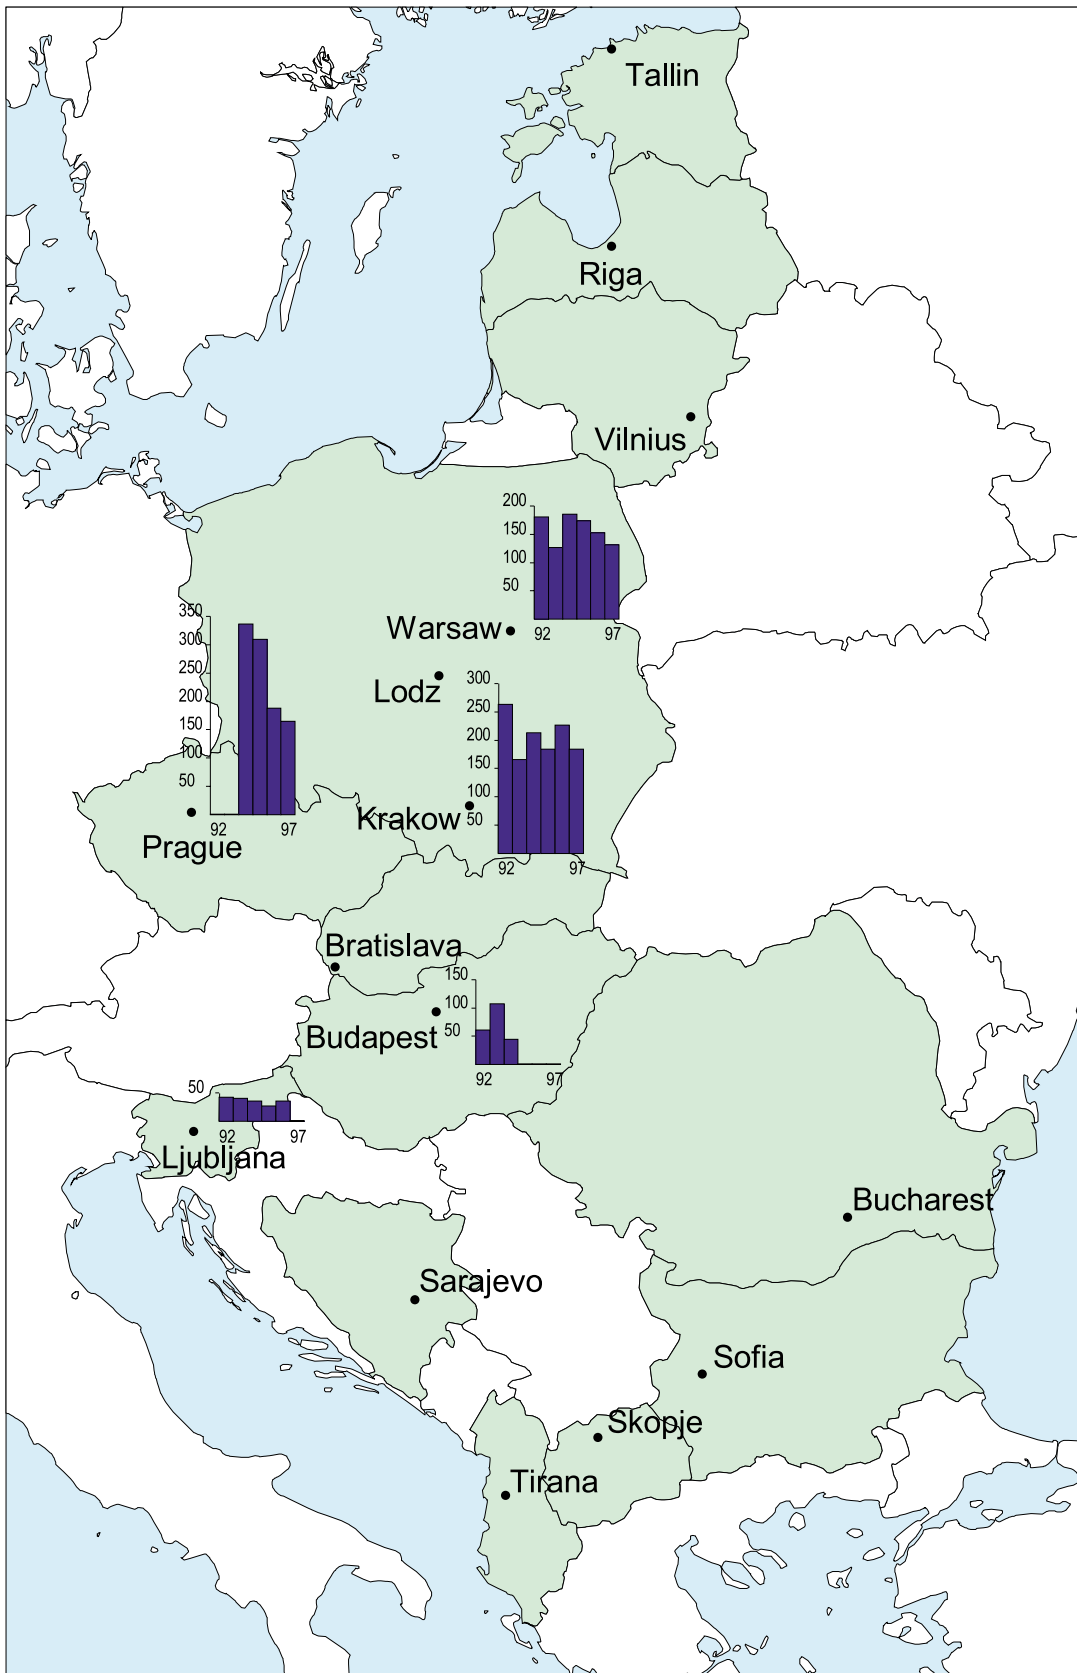 Tallin
Riga
Vilnius
200
150
100
50
92 97
Warsaw
350
300
250
200
150
100
50
92 97
Prague
Lodz
300
250
200
150
100
50
92 97
Krakow
Bratislava
150
100
50
92 97
Budapest
50
92 97
Ljubljana
Bucharest
Sarajevo
Sofia
Skopje
Tirana